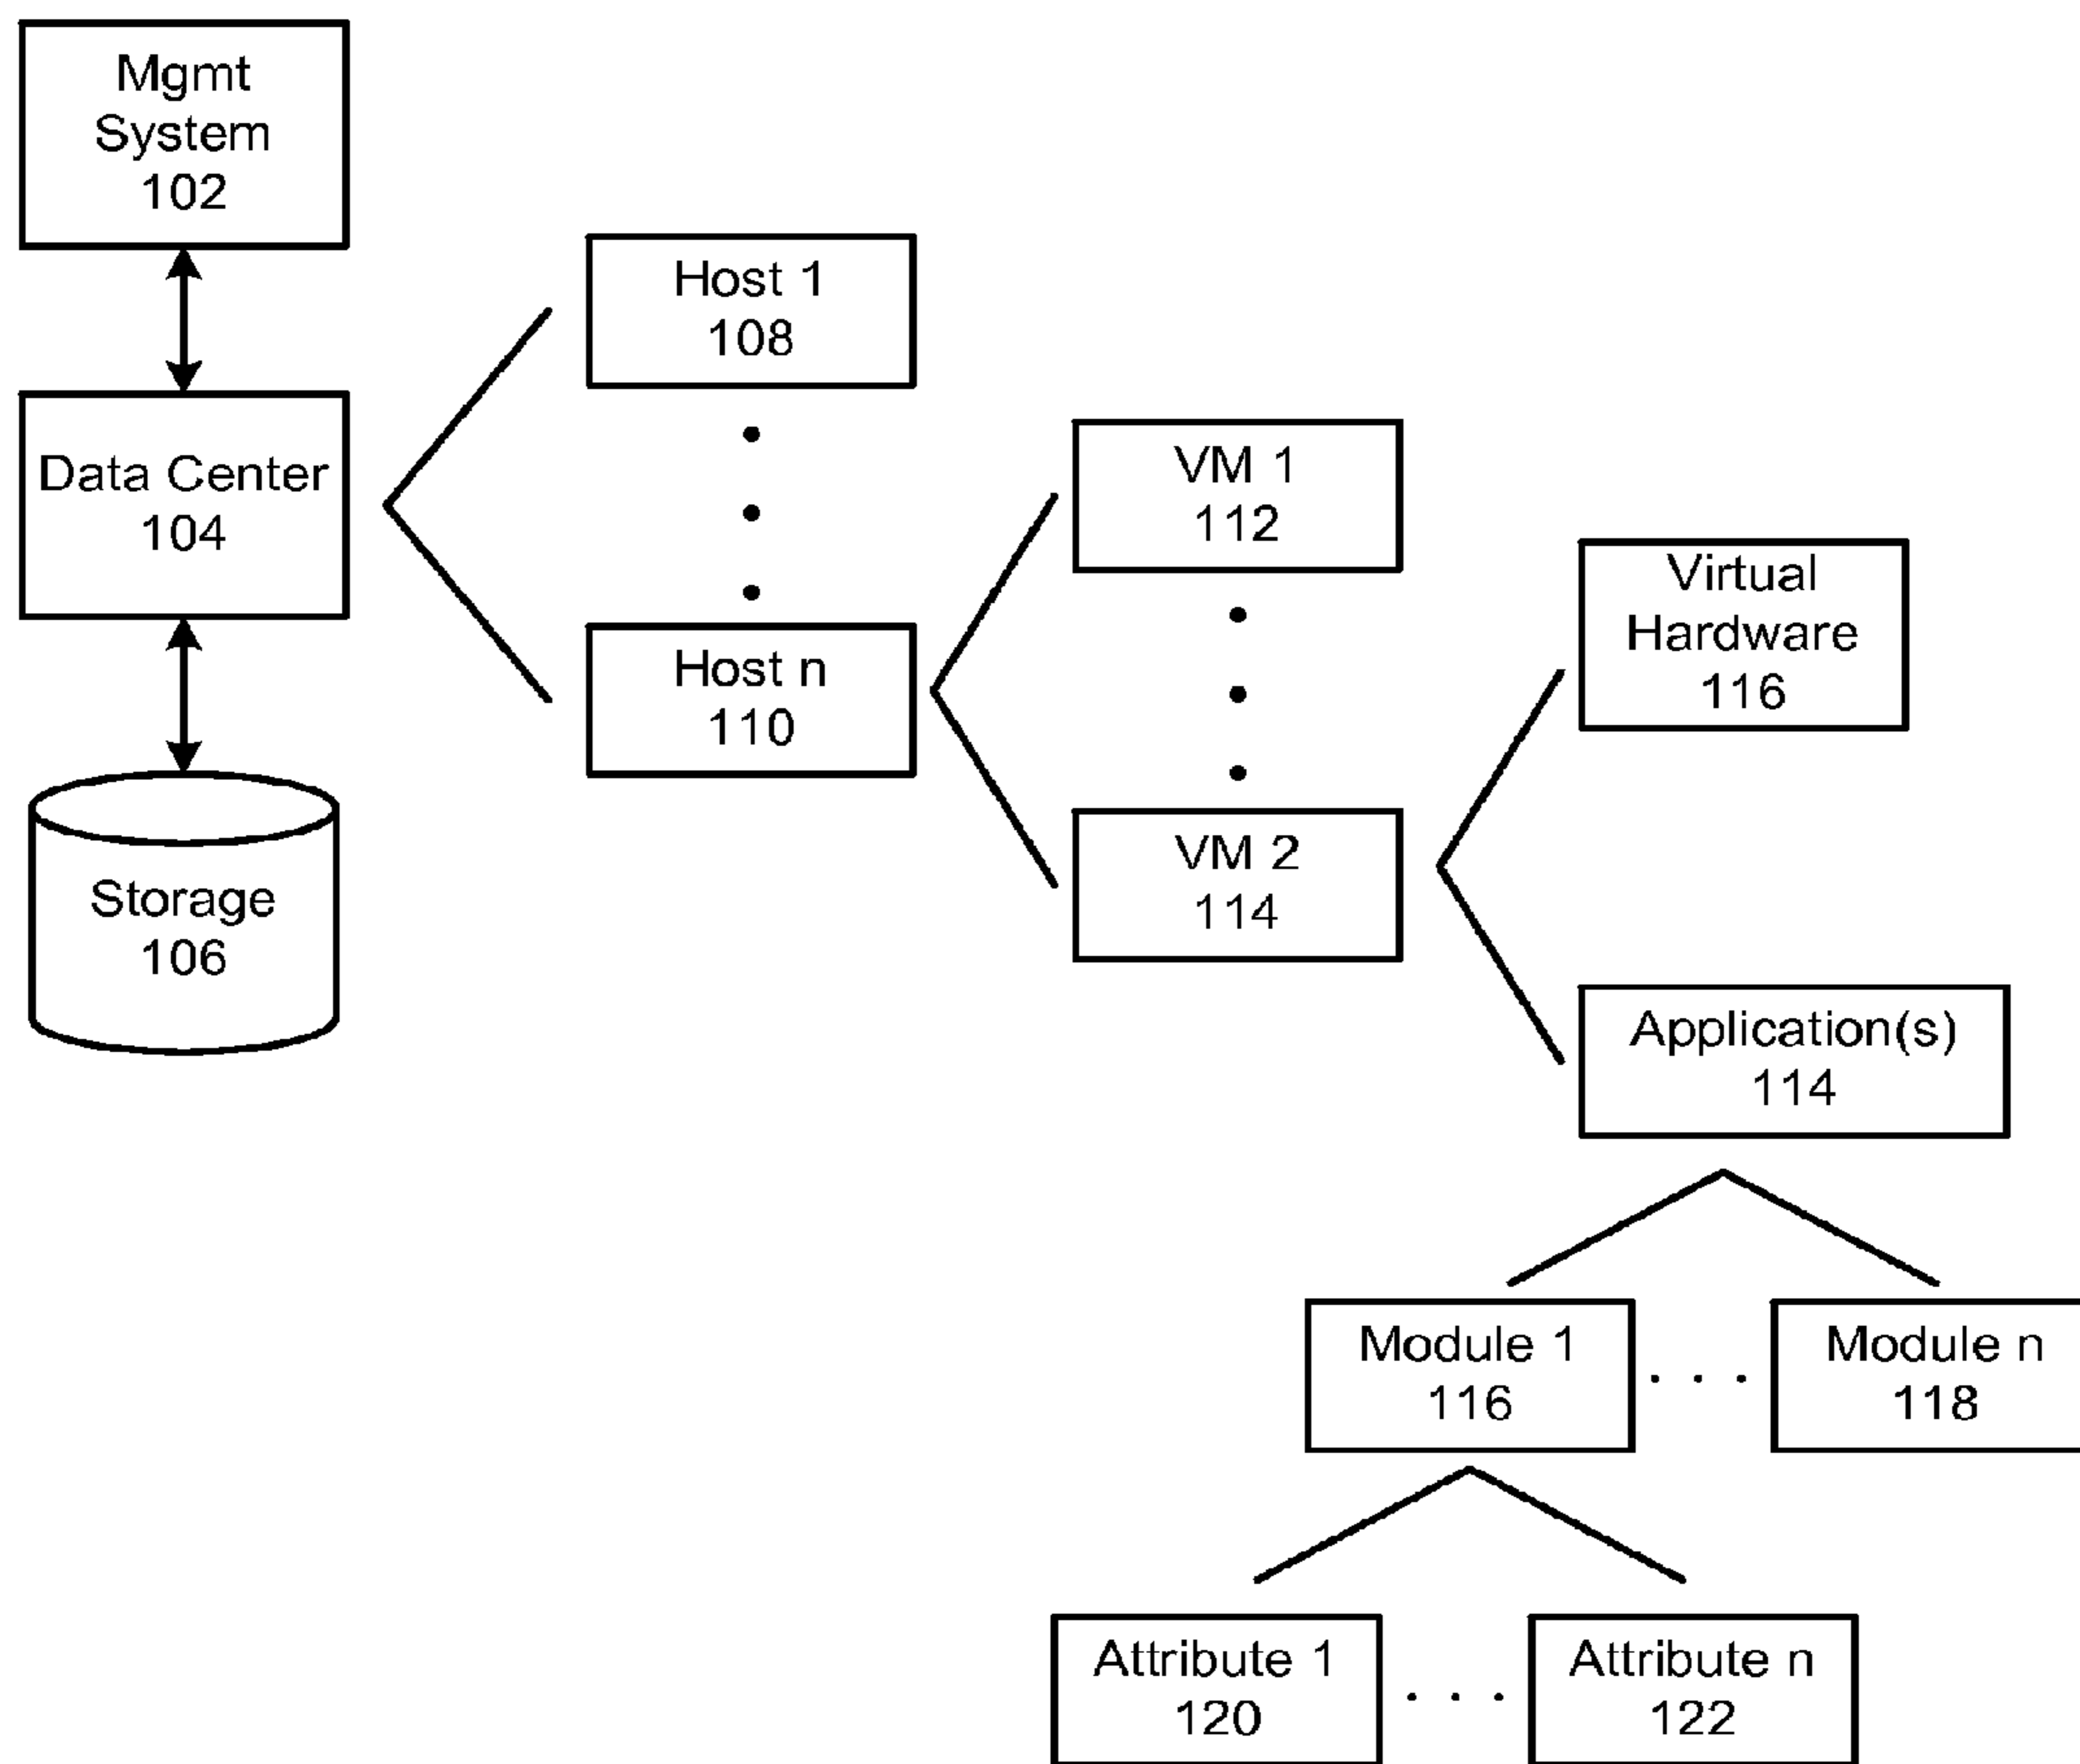 Mgmt
System
102
Data Center
104
Storage
106
Host 1
108
Host n
110
VM 1
112
VM 2
114
Virtual
Hardware
116
Application(s)
114
Module 1
116
. . .
Module n
118
Attribute 1
120
. . .
Attribute n
122